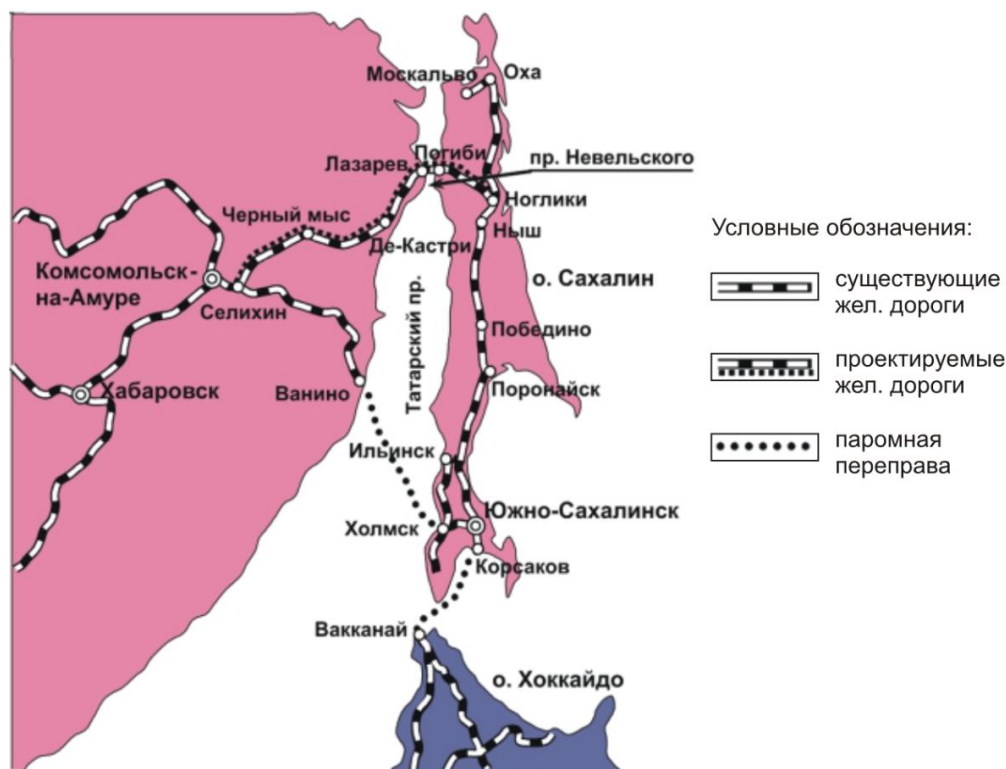 Москальво
Оха
Погиби
Лазарев
пр. Невельского
Ноглики
Черный мыс
Ныш
Де-Кастри
Комсомольск-
на-Амуре
Селихин
о. Сахалин
Татарский пр.
Победино
Хабаровск
Ванино
Поронайск
Ильинск
Южно-Сахалинск
Холмск
Корсаков
Вакканай
о. Хоккайдо
Условные обозначения:
существующие
жел. дороги
проектируемые
жел. дороги
паромная
переправа